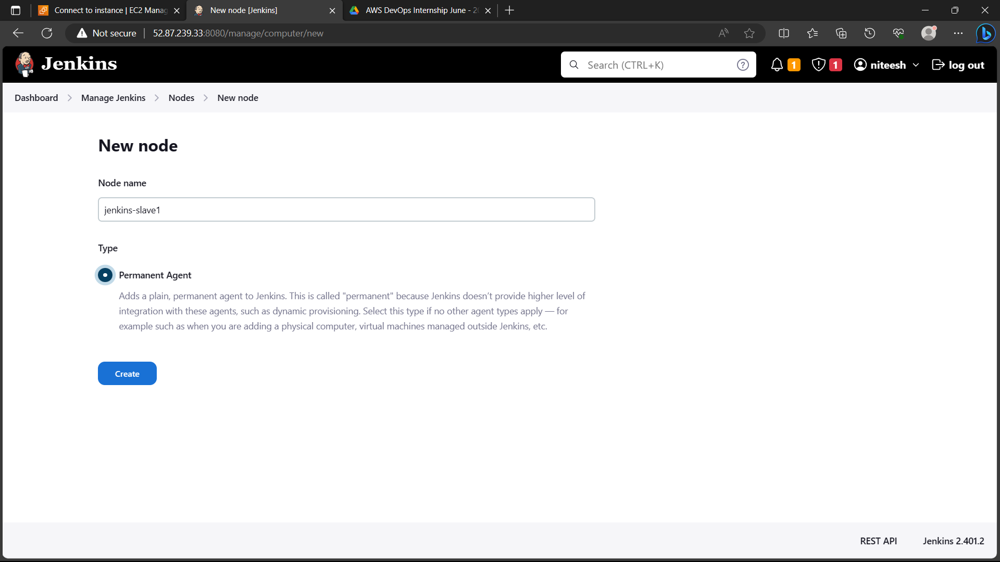 Connect to instance | EC2 Manag
New node [Jenkins]
AWS DevOps Internship June - 20
Not secure
52.87.239.33:8080/manage/computer/new
Jenkins
Search (CTRL+K)
1
1
niteesh
log out
Dashboard
Manage Jenkins
Nodes
New node
New node
Node name
jenkins-slave1
Type
Permanent Agent
Adds a plain, permanent agent to Jenkins. This is called "permanent" because Jenkins doesn’t provide higher level of
integration with these agents, such as dynamic provisioning. Select this type if no other agent types apply — for
example such as when you are adding a physical computer, virtual machines managed outside Jenkins, etc.
Create
REST API
Jenkins 2.401.2